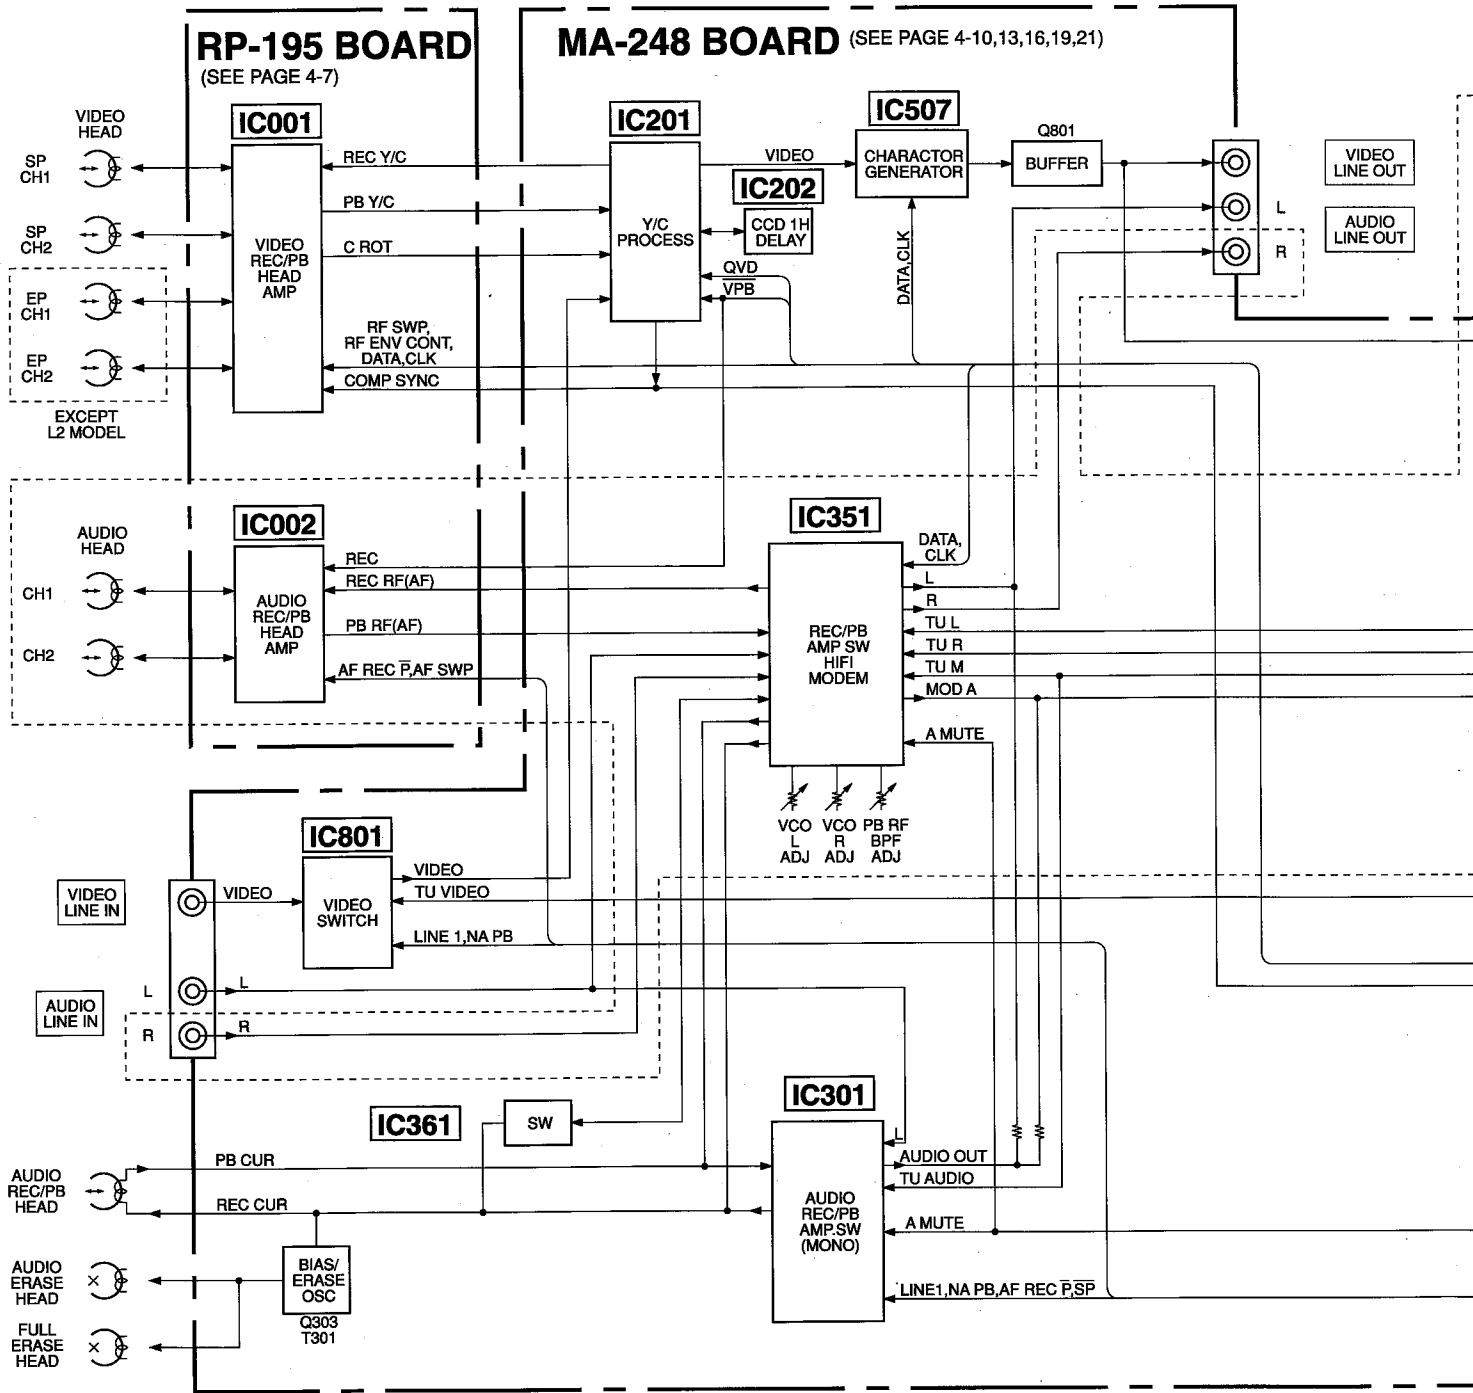 RP-195 BOARD
(SEE PAGE 4-7)
MA-248 BOARD (SEE PAGE 4-10,13,16,19,21)
VIDEO
HEAD
SP
CH1
SP
CH2
EP
CH1
EP
CH2
EXCEPT
L2 MODEL
IC001
VIDEO
REC/PB
HEAD
AMP
REC Y/C
PB Y/C
C ROT
RF SWP,
RF ENV CONT,
DATA,CLK
COMP SYNC
IC201
Y/C
PROCESS
VIDEO
IC202
CCD 1H
DELAY
QVD
VPB
IC507
CHARACTOR
GENERATOR
DATA,CLK
Q801
BUFFER
L
R
VIDEO
LINE OUT
AUDIO
LINE OUT
AUDIO
HEAD
CH1
CH2
IC002
AUDIO
REC/PB
HEAD
AMP
REC
REC RF(AF)
PB RF(AF)
AF REC P,AF SWP
IC351
REC/PB
AMP SW
HIFI
MODEM
DATA,
CLK
L
R
TU L
TU R
TU M
MOD A
A MUTE
VCO
L
ADJ
VCO
R
ADJ
PB RF
BPF
ADJ
IC801
VIDEO
SWITCH
VIDEO
LINE IN
VIDEO
VIDEO
TU VIDEO
LINE 1,NA PB
AUDIO
LINE IN
L
L
R
R
IC361
SW
IC301
AUDIO
REC/PB
AMP.SW
(MONO)
L
AUDIO OUT
TU AUDIO
A MUTE
LINE1,NA PB,AF REC P,SP
AUDIO
REC/PB
HEAD
PB CUR
REC CUR
BIAS/
ERASE
OSC
Q303
T301
AUDIO
ERASE
HEAD
FULL
ERASE
HEAD